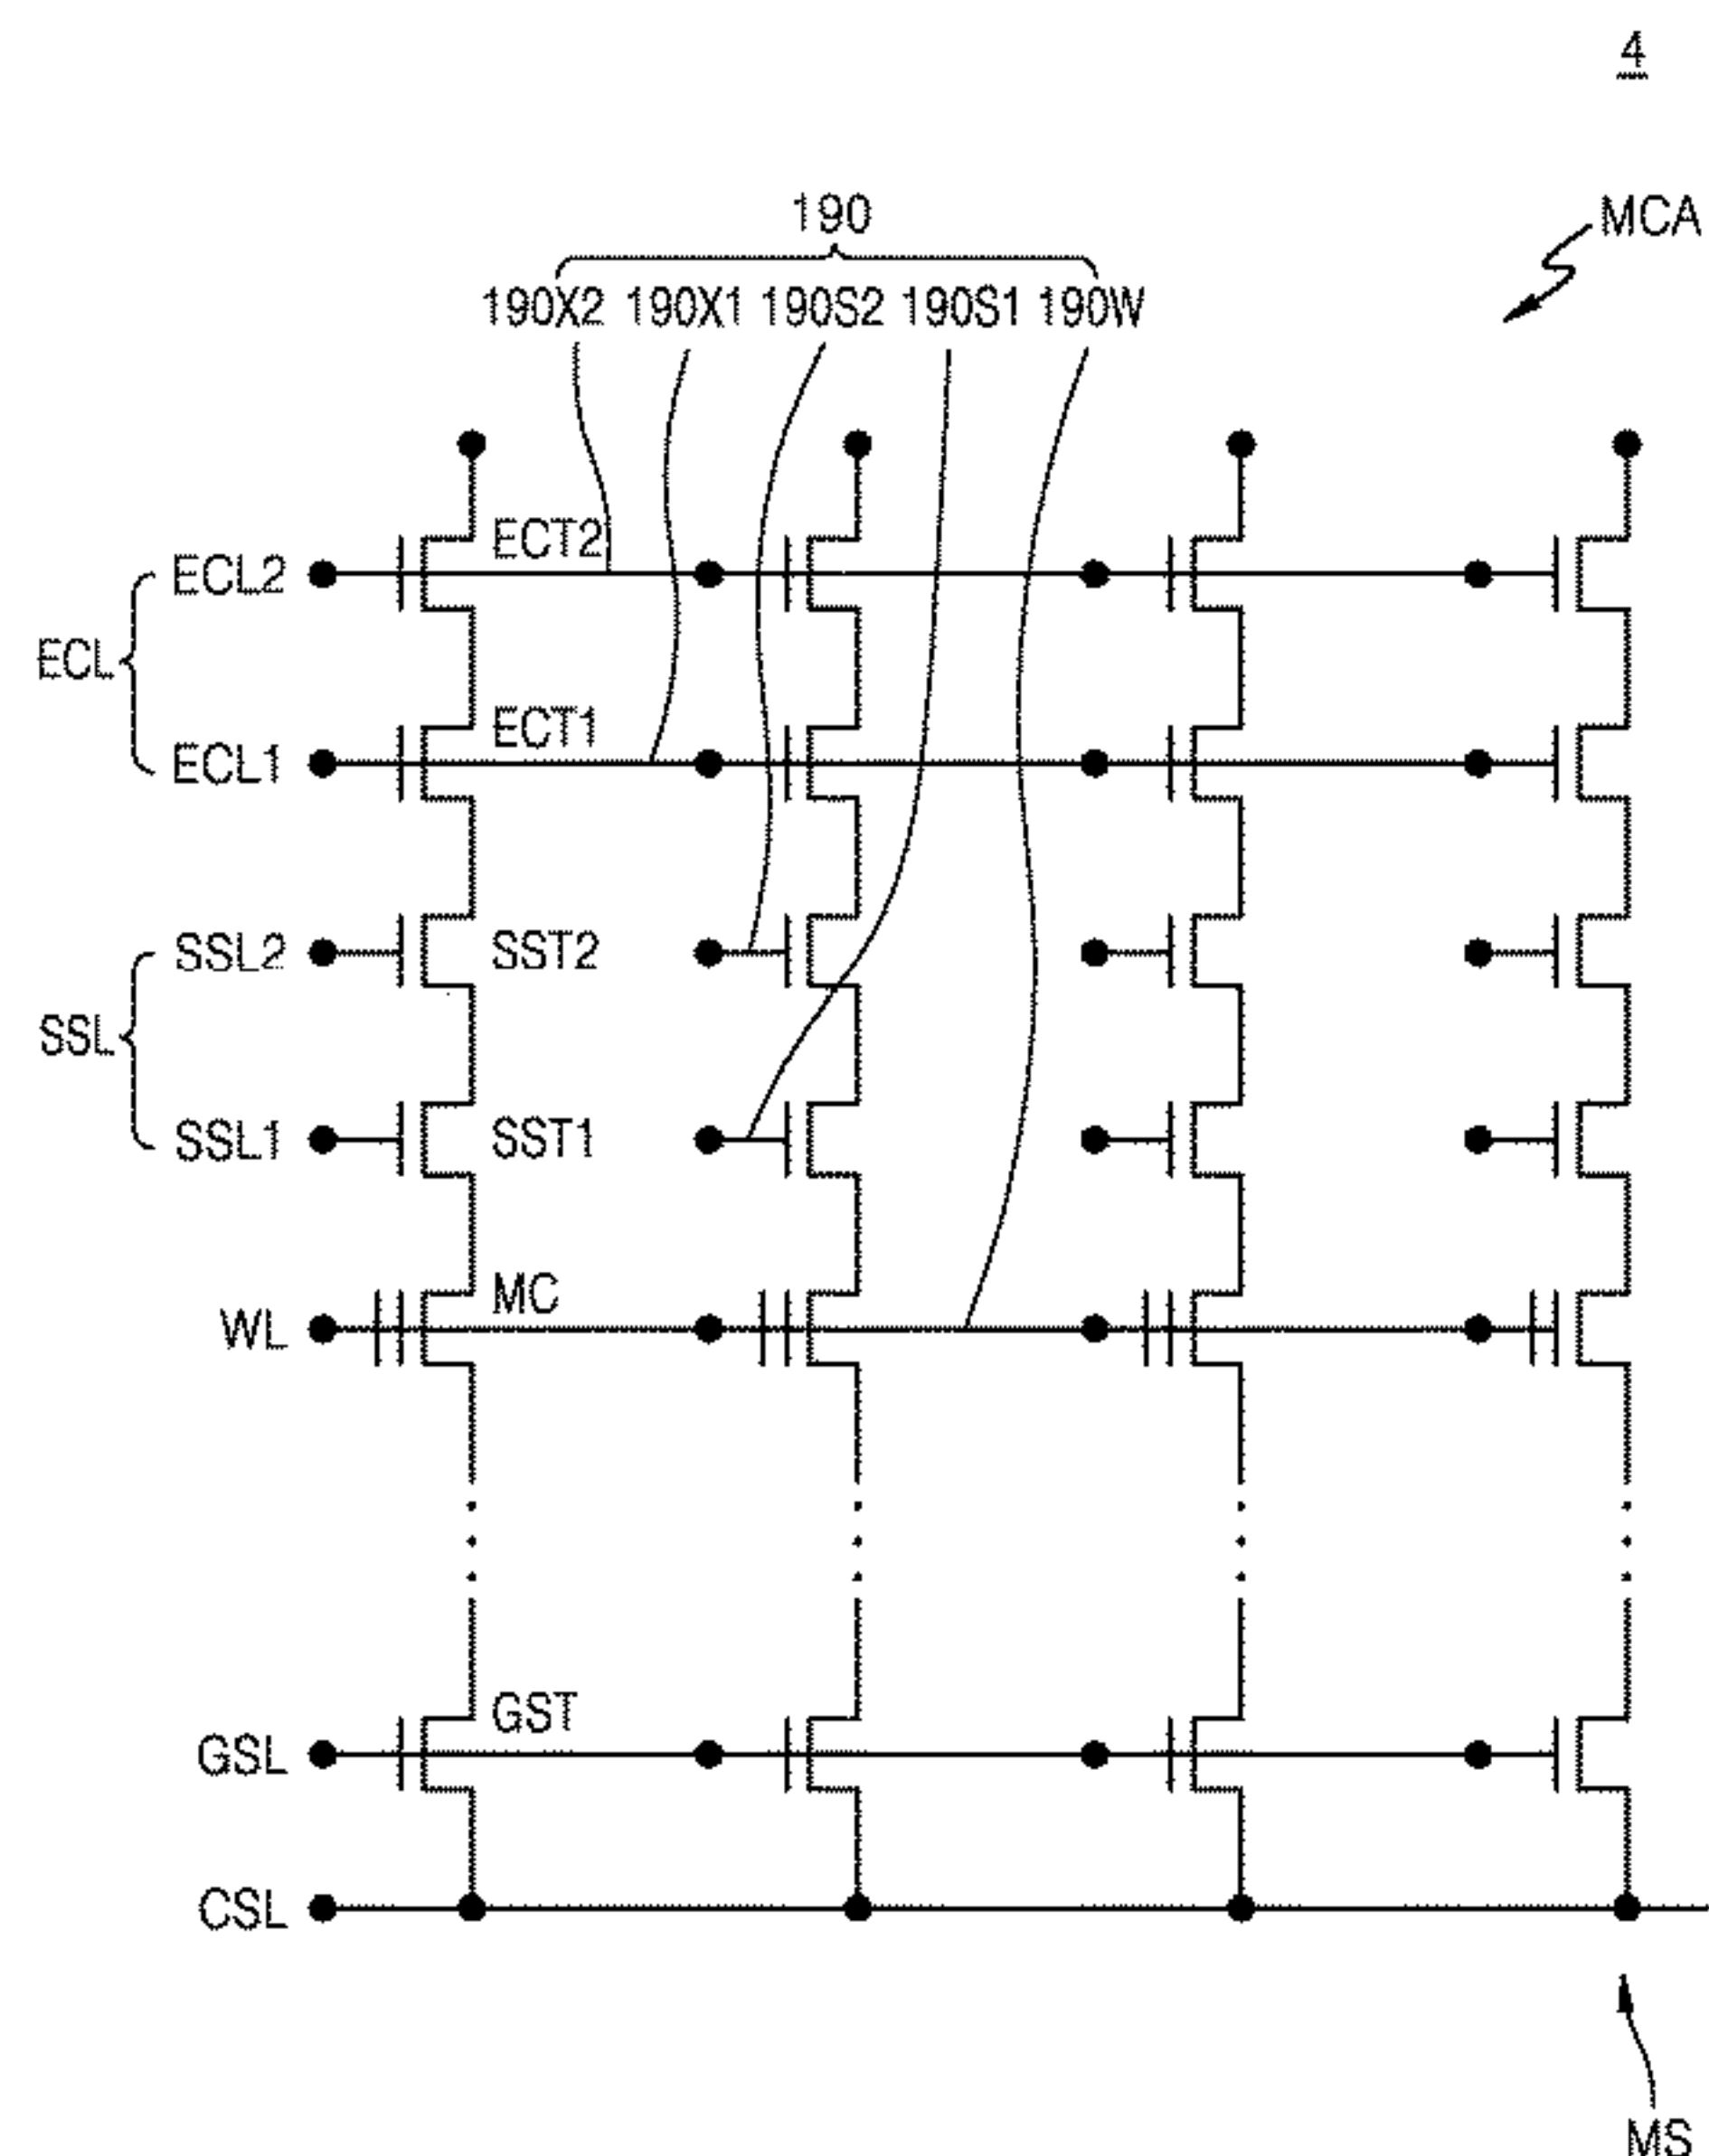 4
MCA
190
190X2 190X1 190S2 190S1 190W
ECT2
ECL2
ECL
ECT1
ECL1
SSL2 SST2
SSL
SSL1 SST1
MC
WL
GST
GSL
CSL
MS